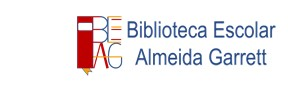 BE
AG
Biblioteca Escolar
Almeida Garrett